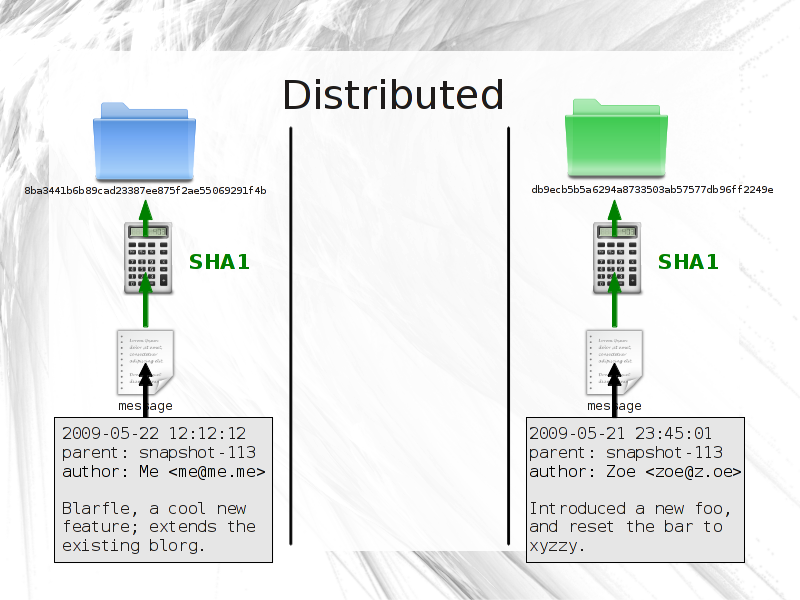 Distributed
8ba3441b6b89cad23387ee875f2ae55069291f4b
SHA1
message
2009-05-22 12:12:12
parent: snapshot-113
author: Me <me@me.me>
Blarfle, a cool new
feature; extends the
existing blorg.
db9ecb5b5a6294a8733503ab57577db96ff2249e
SHA1
message
2009-05-21 23:45:01
parent: snapshot-113
author: Zoe <zoe@z.oe>
Introduced a new foo,
and reset the bar to
xyzzy.